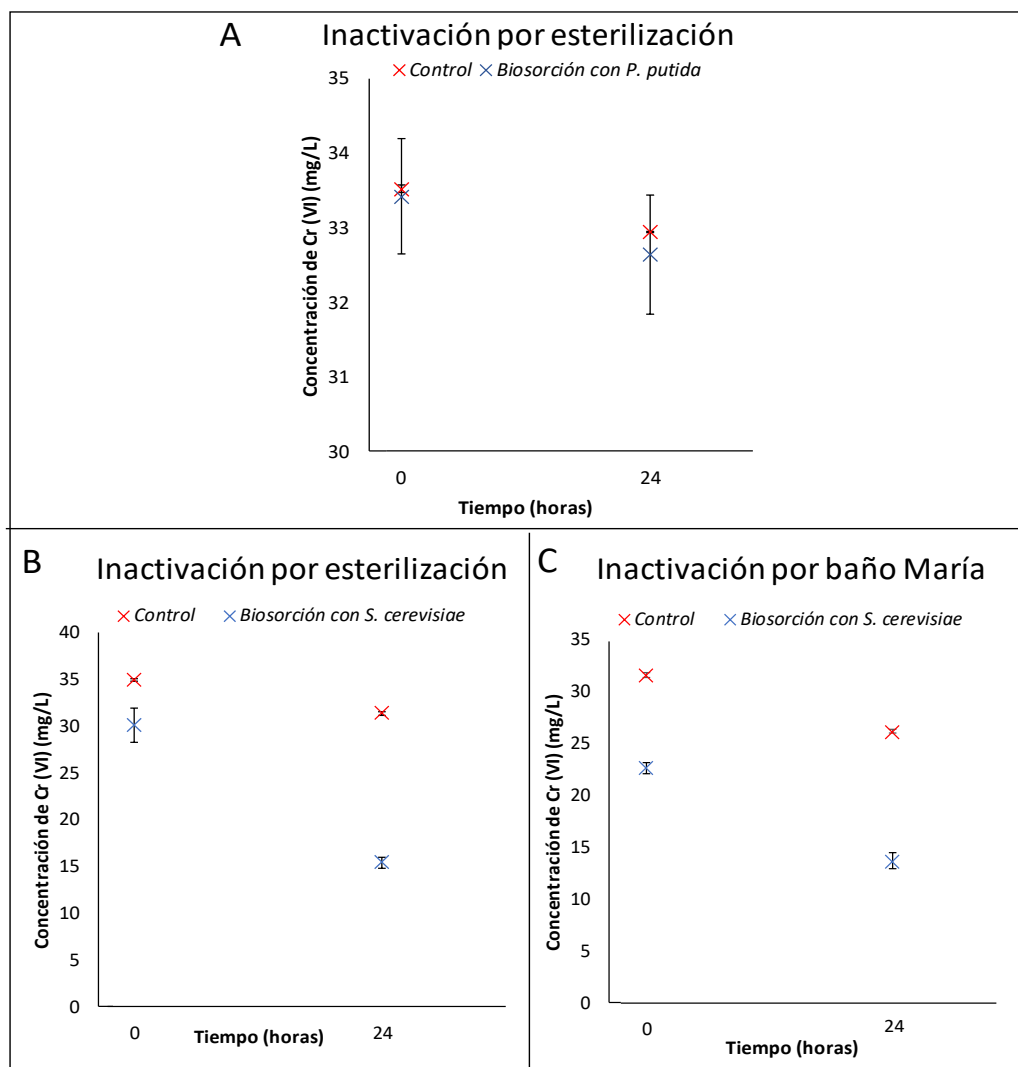 A
Inactivación por esterilización
Control
Biosorción con P. putida
Concentración de Cr (VI) (mg/L)
35
34
33
32
31
30
0
24
Tiempo (horas)
B
Inactivación por esterilización
Control
Biosorción con S. cerevisiae
Concentración de Cr (VI) (mg/L)
40
35
30
25
20
15
10
5
0
0
24
Tiempo (horas)
C
Inactivación por baño María
Control
Biosorción con S. cerevisiae
Concentración de Cr (VI) (mg/L)
35
30
25
20
15
10
5
0
0
24
Tiempo (horas)